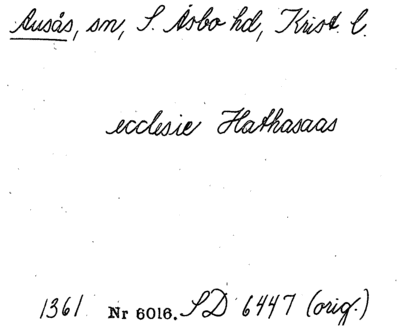 Ausås, sn, S. Åsbo hd, Krist. l.
ecclesie Hathasaas
1361 Nr 6016. SD 6447 (orig.)